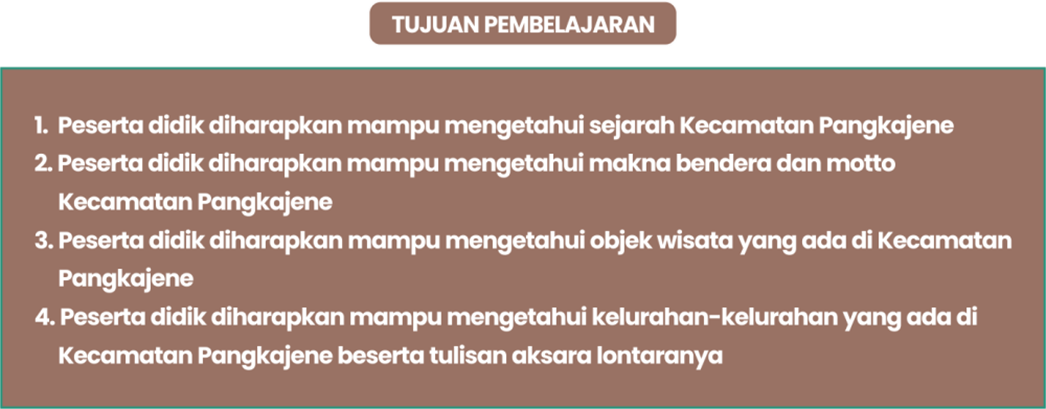 TUJUAN PEMBELAJARAN
1. Peserta didik diharapkan mampu mengetahui sejarah Kecamatan Pangkajene
2. Peserta didik diharapkan mampu mengetahui makna bendera dan motto
Kecamatan Pangkajene
3. Peserta didik diharapkan mampu mengetahui objek wisata yang ada di Kecamatan
Pangkajene
4. Peserta didik diharapkan mampu mengetahui kelurahan-kelurahan yang ada di
Kecamatan Pangkajene beserta tulisan aksara lontaranya